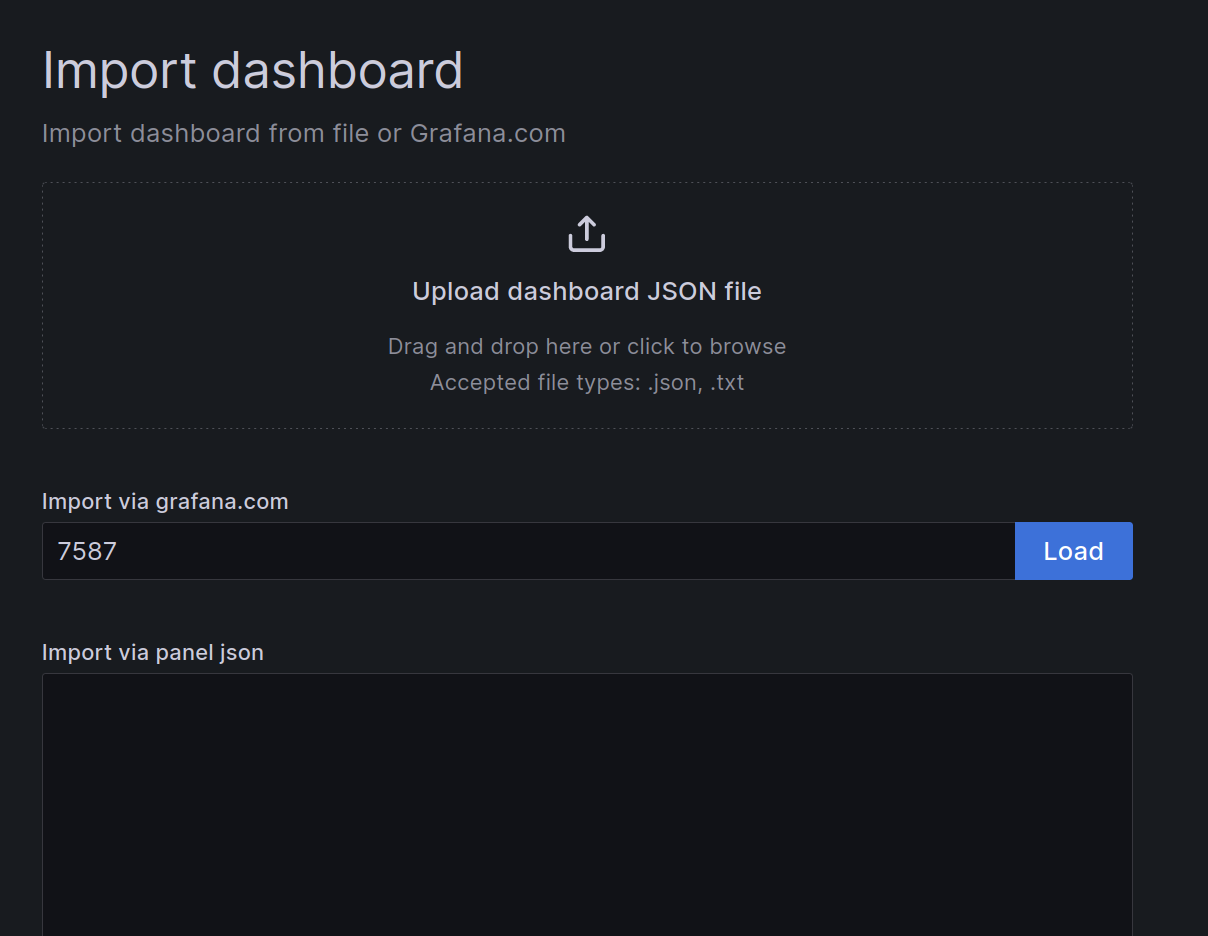 Import dashboard
Import dashboard from file or Grafana.com
Upload dashboard JSON file
Drag and drop here or click to browse
Accepted file types: .json, .txt
Import via grafana.com
7587
Load
Import via panel json